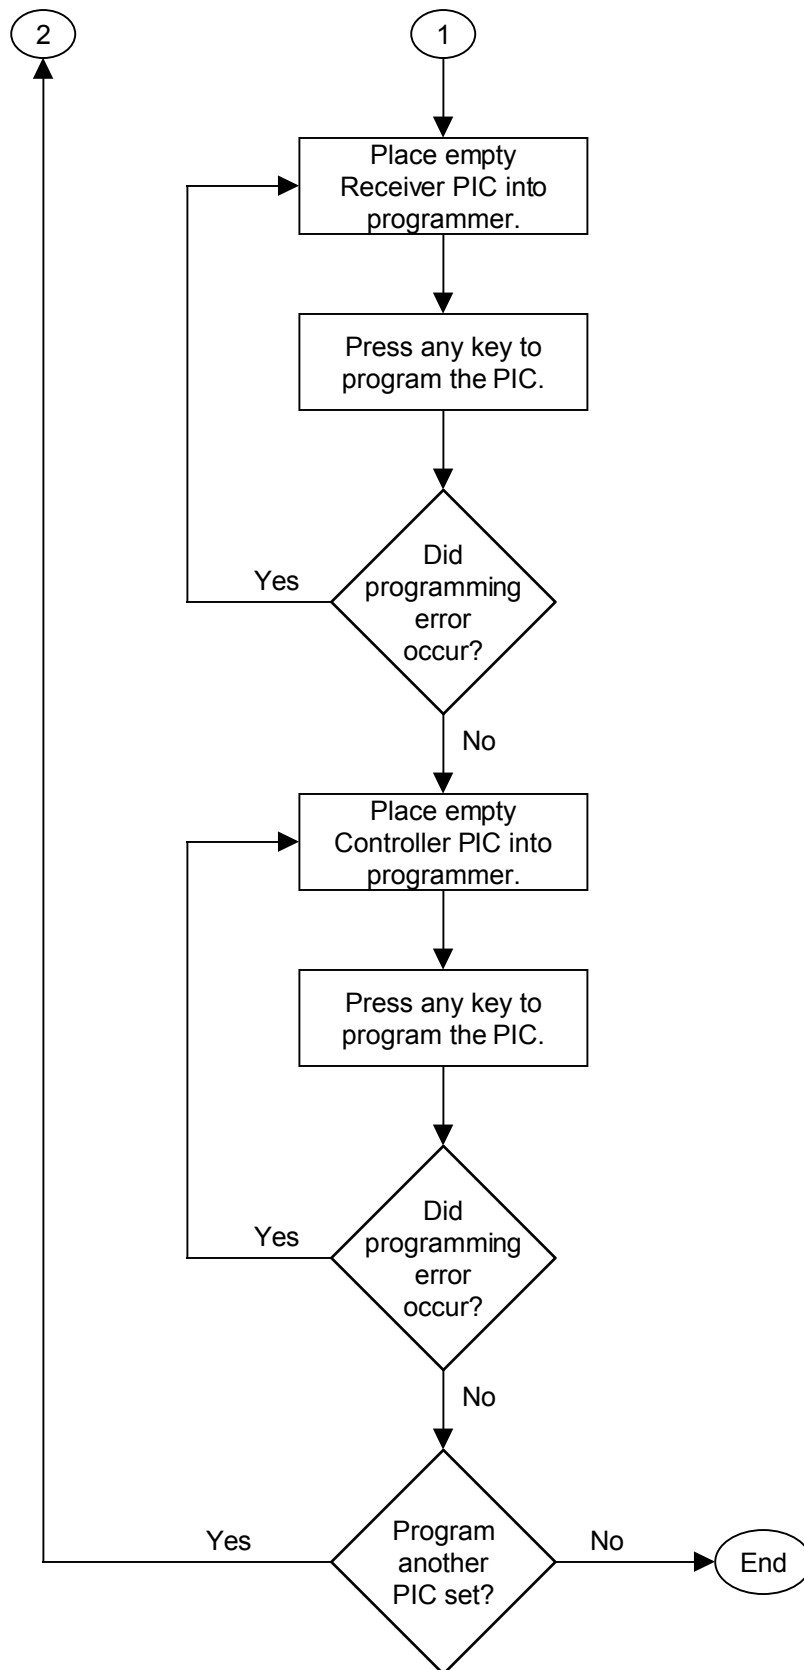 2
1
Place empty
Receiver PIC into
programmer.
Press any key to
program the PIC.
Did
programming
error
occur?
Yes
No
Place empty
Controller PIC into
programmer.
Press any key to
program the PIC.
Did
programming
error
occur?
Yes
No
Program
another
PIC set?
Yes
No
End